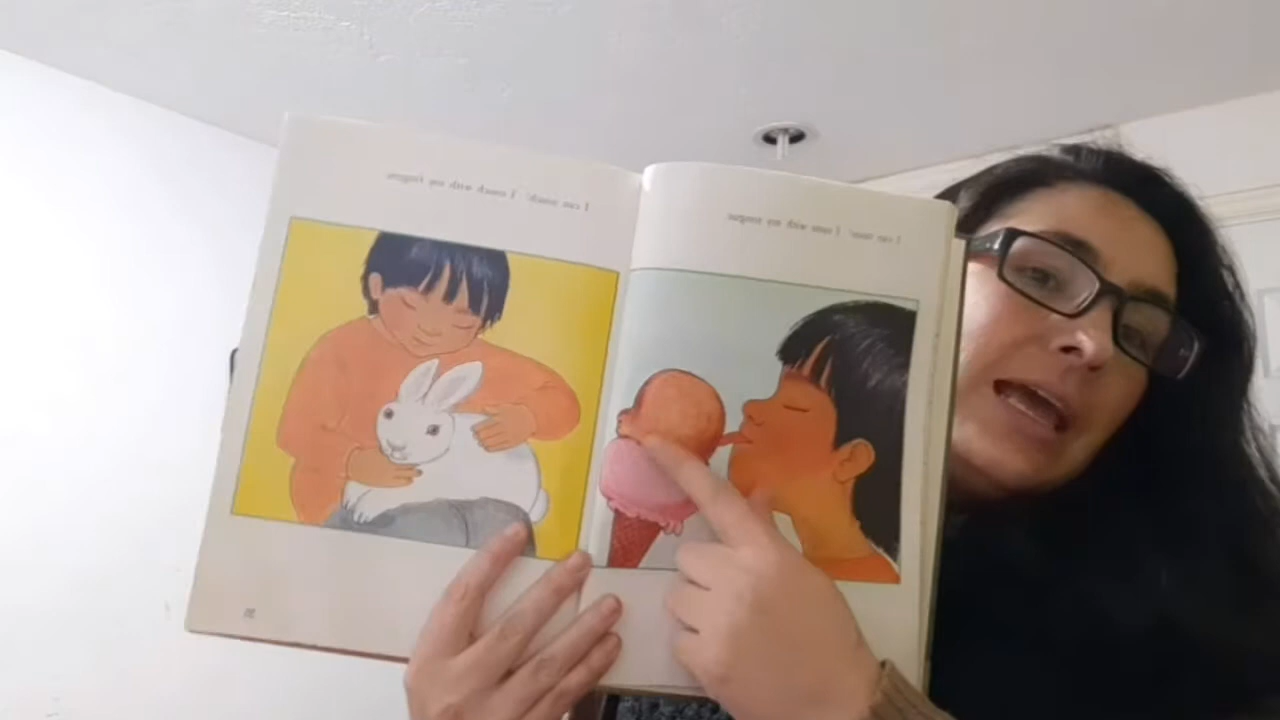 I can taste. I taste with my tongue.
I can touch. I touch with my fingers.